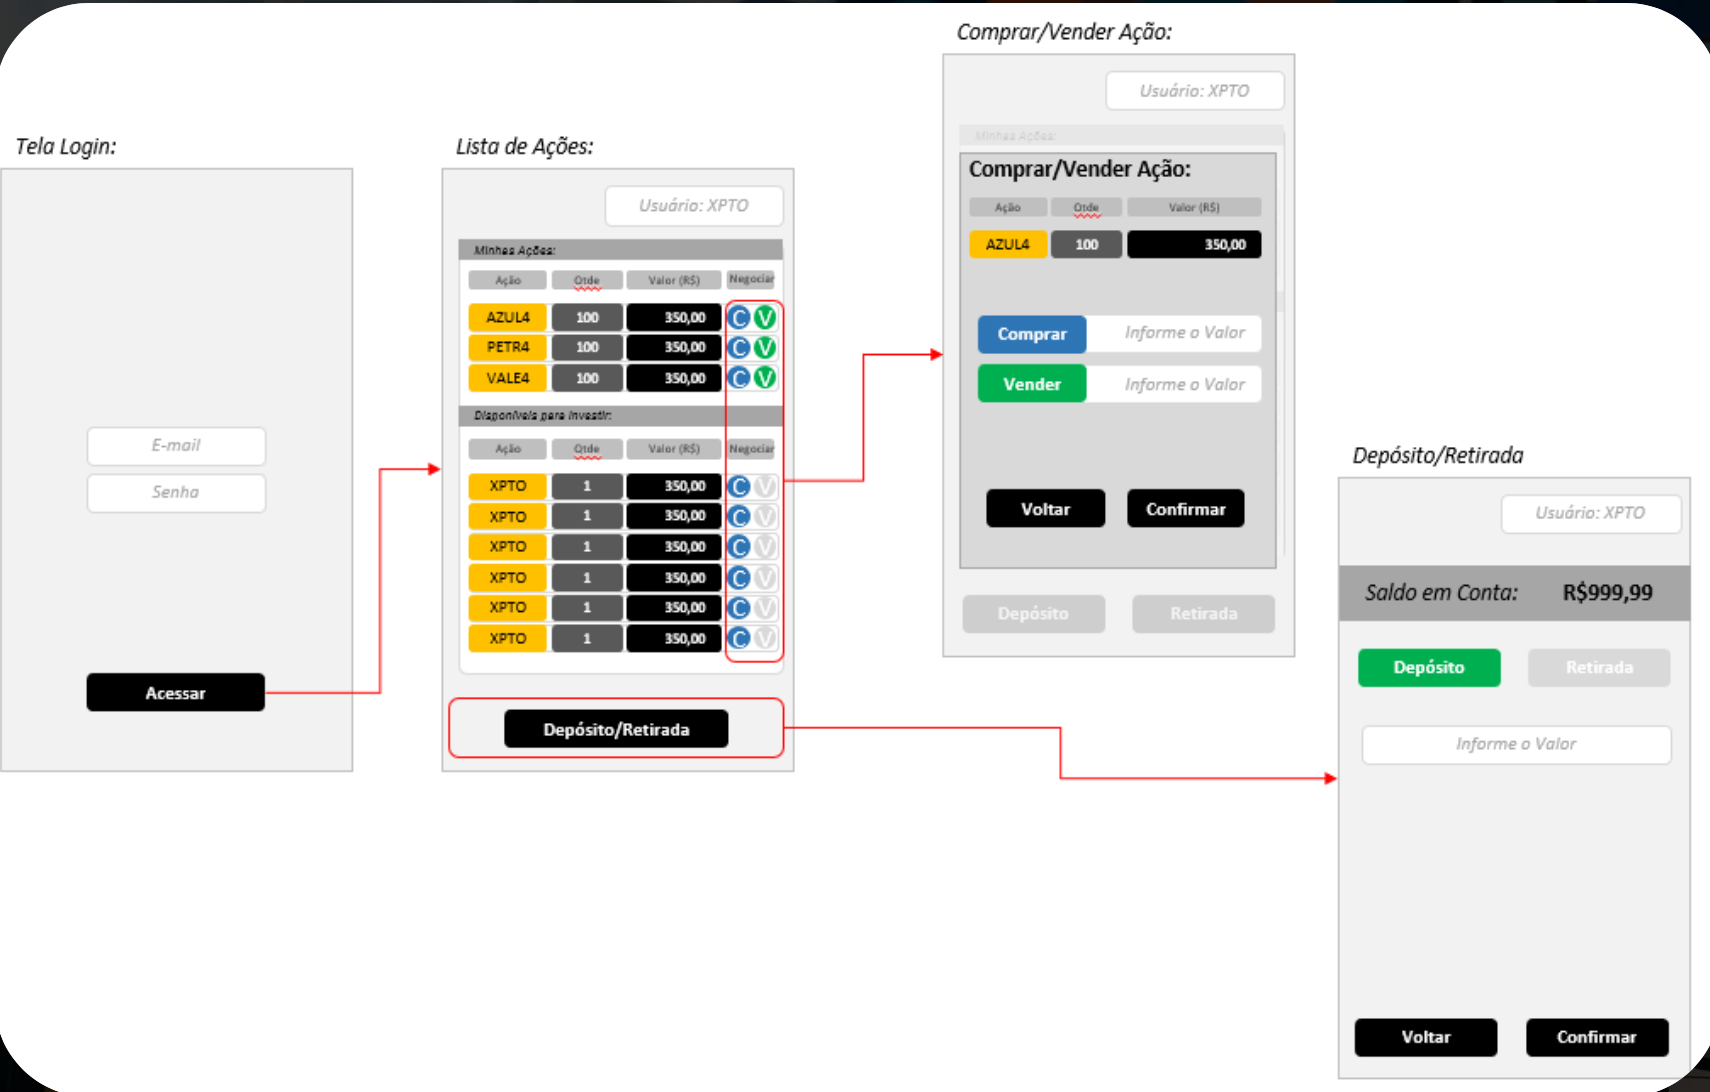 Tela Login:
E-mail
Senha
Acessar
Lista de Ações:
Usuário: XPTO
Minhas Ações:
Ação Qtde Valor (R$) Negociar
AZUL4 100 350,00 C V
PETR4 100 350,00 C V
VALE4 100 350,00 C V
Disponíveis para Investir:
Ação Qtde Valor (R$) Negociar
XPTO 1 350,00 C V
XPTO 1 350,00 C V
XPTO 1 350,00 C V
XPTO 1 350,00 C V
XPTO 1 350,00 C V
XPTO 1 350,00 C V
Depósito/Retirada
Comprar/Vender Ação:
Usuário: XPTO
Minhas Ações:
Comprar/Vender Ação:
Ação Qtde Valor (R$)
AZUL4 100 350,00
Comprar Informe o Valor
Vender Informe o Valor
Voltar Confirmar
Depósito Retirada
Depósito/Retirada
Usuário: XPTO
Saldo em Conta: R$999,99
Depósito Retirada
Informe o Valor
Voltar Confirmar